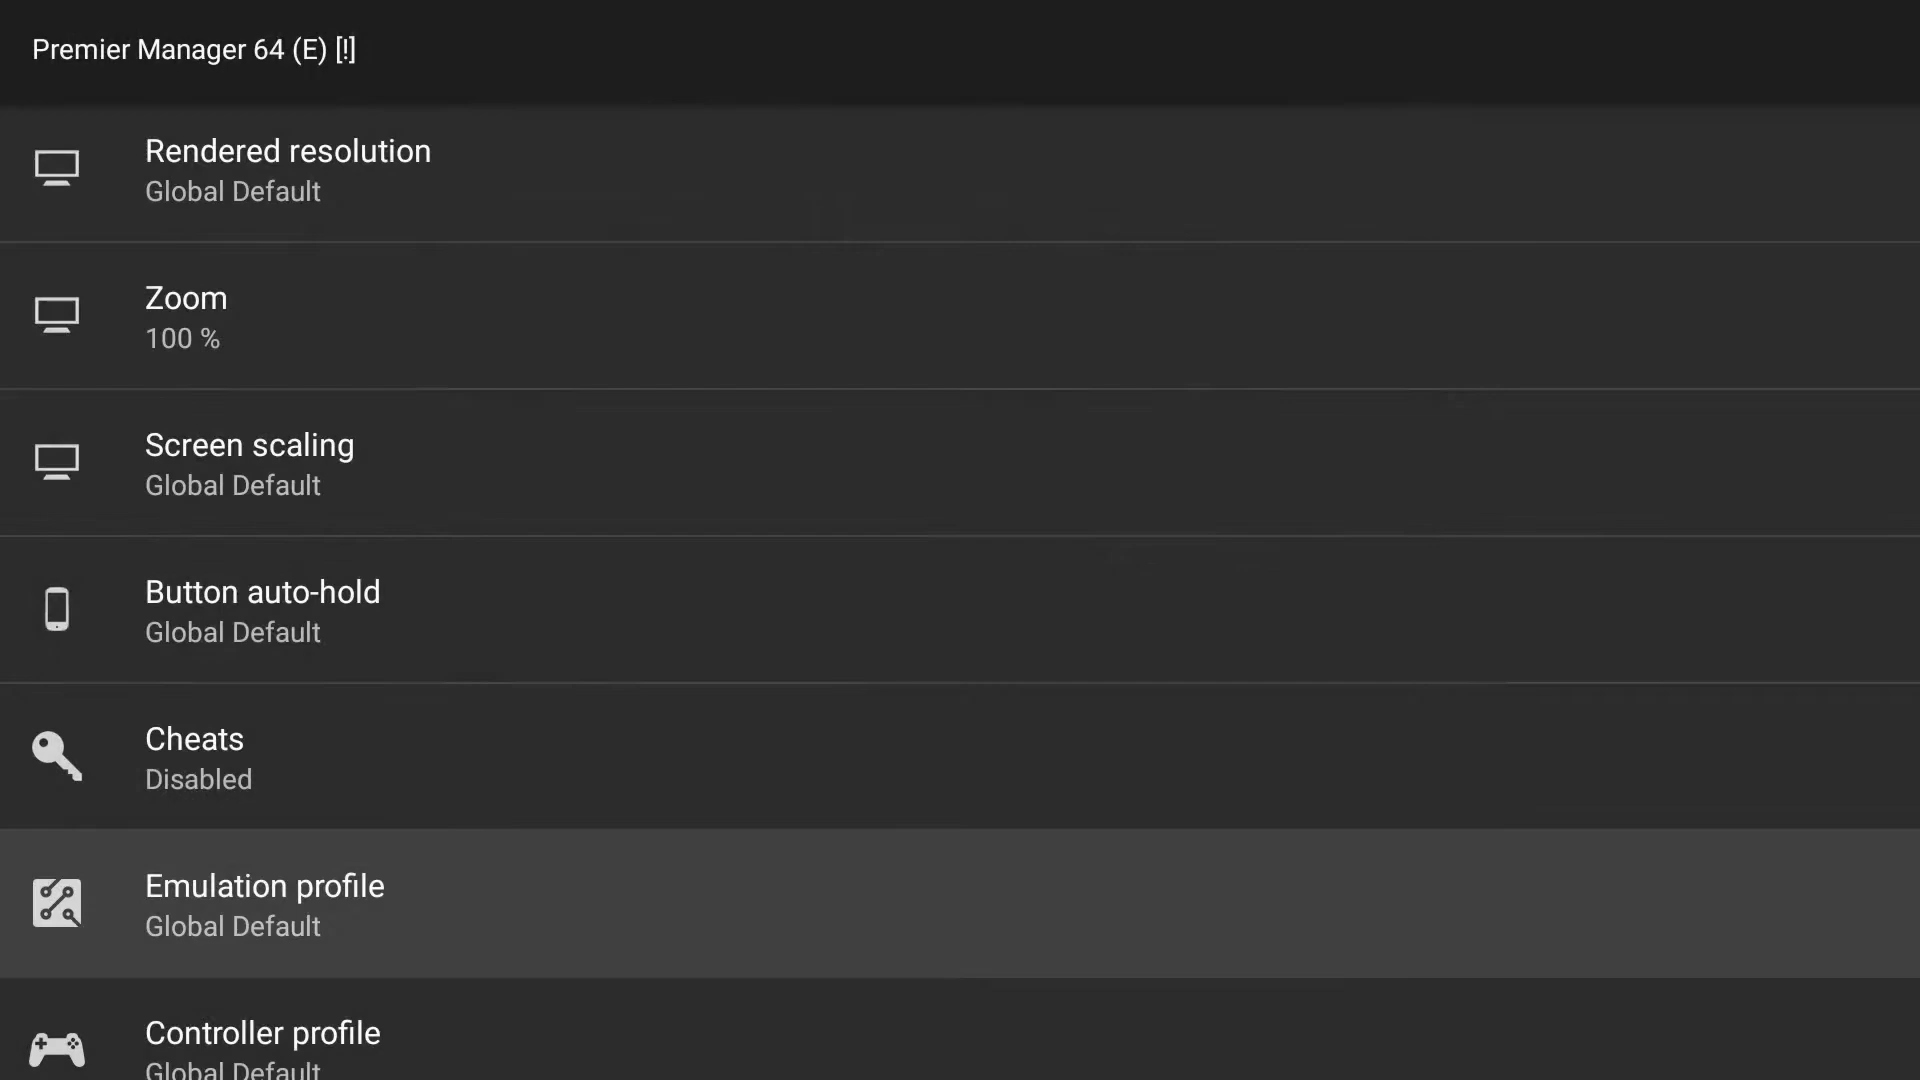 Premier Manager 64 (E) [!]
Rendered resolution
Global Default
Zoom
100 %
Screen scaling
Global Default
Button auto-hold
Global Default
Cheats
Disabled
Emulation profile
Global Default
Controller profile
Global Default